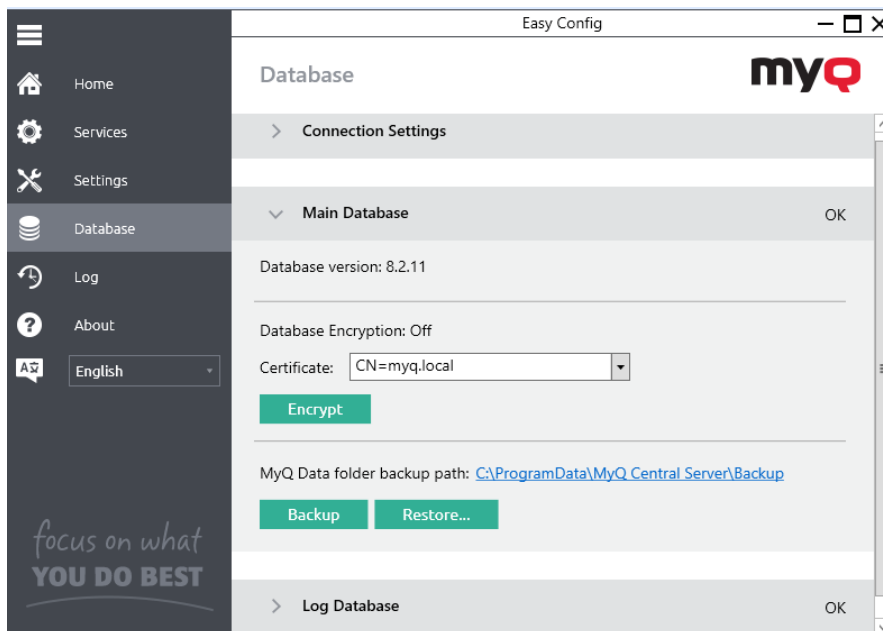 Easy Config
Home
Services
Settings
Database
Log
About
English
focus on what
YOU DO BEST
Database
myQ
Connection Settings
Main Database OK
Database version: 8.2.11
Database Encryption: Off
Certificate: CN=myq.local
Encrypt
MyQ Data folder backup path: C:\ProgramData\MyQ Central Server\Backup
Backup Restore...
Log Database OK